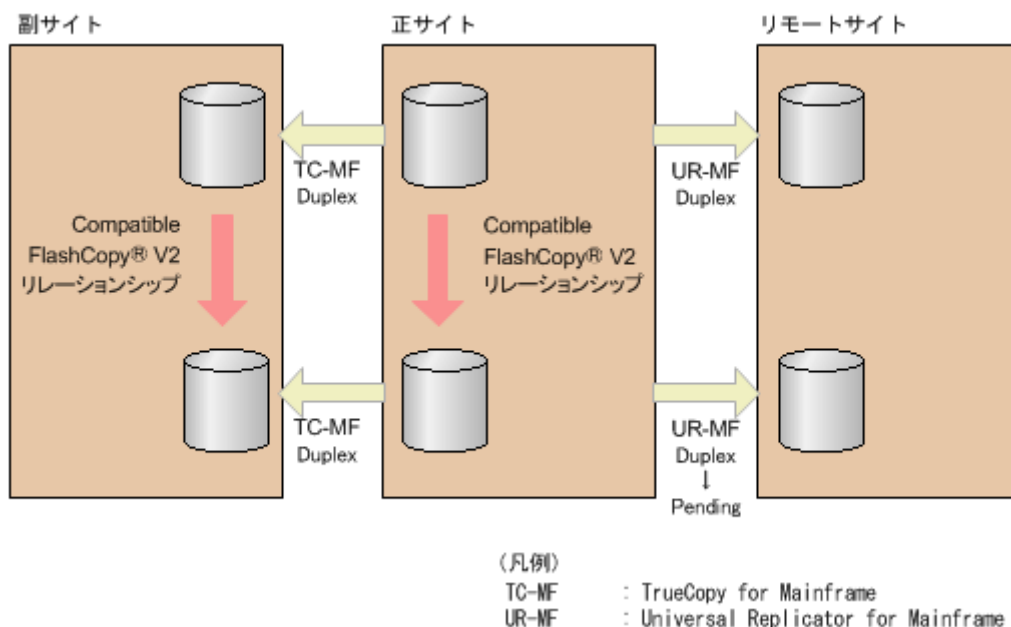 副サイト
正サイト
リモートサイト
TC-MF
Duplex
UR-MF
Duplex
Compatible
FlashCopy® V2
リレーションシップ
Compatible
FlashCopy® V2
リレーションシップ
TC-MF
Duplex
UR-MF
Duplex
↓
Pending
(凡例)
TC-MF : TrueCopy for Mainframe
UR-MF : Universal Replicator for Mainframe